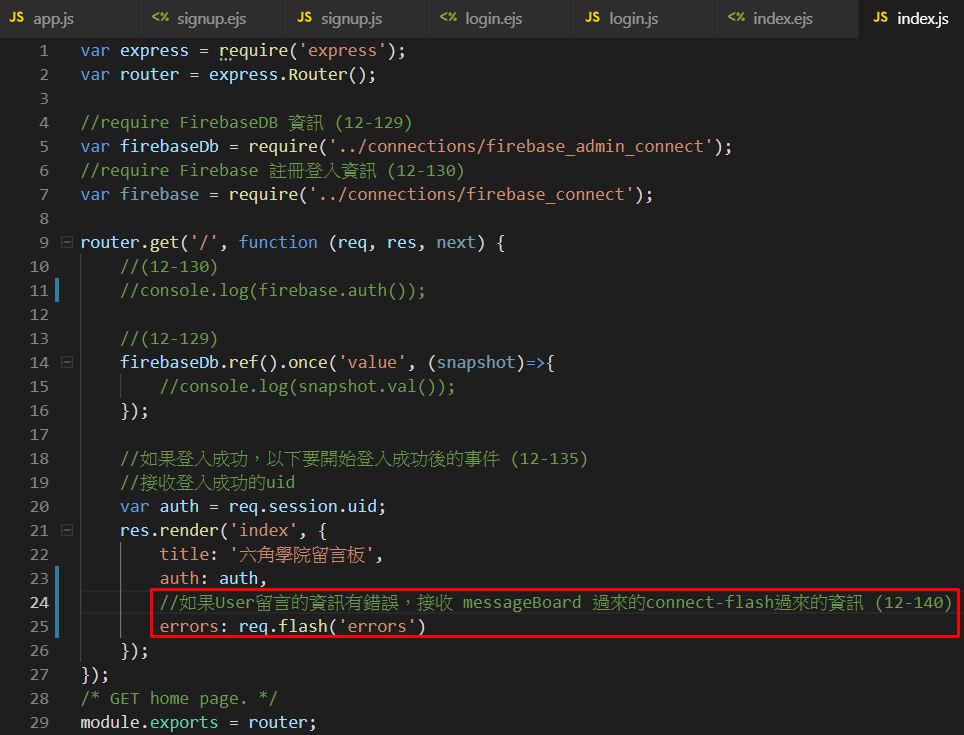 JS app.js <% signup.ejs JS signup.js <% login.ejs JS login.js <% index.ejs JS index.js
1 var express = require('express');
2 var router = express.Router();
3
4 //require FirebaseDB 資訊 (12-129)
5 var firebaseDb = require('../connections/firebase_admin_connect');
6 //require Firebase 註冊登入資訊 (12-130)
7 var firebase = require('../connections/firebase_connect');
8
9 router.get('/', function (req, res, next) {
10 //(12-130)
11 //console.log(firebase.auth());
12
13 //(12-129)
14 firebaseDb.ref().once('value', (snapshot)=>{
15 //console.log(snapshot.val());
16 });
17
18 //如果登入成功，以下要開始登入成功後的事件 (12-135)
19 //接收登入成功的uid
20 var auth = req.session.uid;
21 res.render('index', {
22 title: '六角學院留言板',
23 auth: auth,
24 //如果User留言的資訊有錯誤，接收 messageBoard 過來的connect-flash過來的資訊 (12-140)
25 errors: req.flash('errors')
26 });
27 });
28 /* GET home page. */
29 module.exports = router;